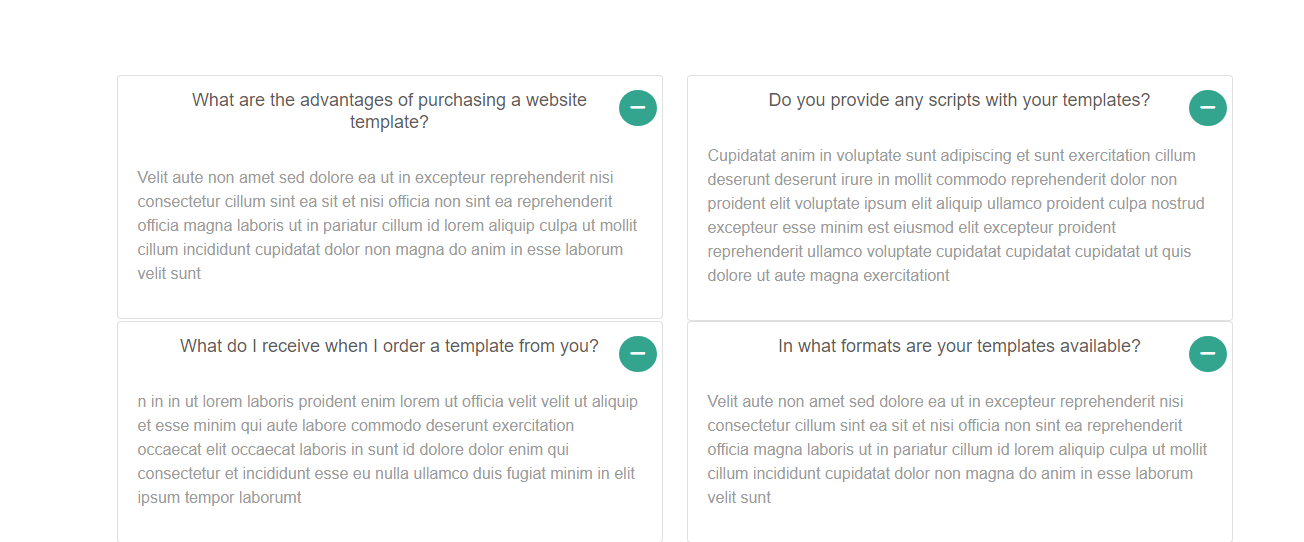 What are the advantages of purchasing a website
template?
Velit aute non amet sed dolore ea ut in excepteur reprehenderit nisi
consectetur cillum sint ea sit et nisi officia non sint ea reprehenderit
officia magna laboris ut in pariatur cillum id lorem aliquip culpa ut mollit
cillum incididunt cupidatat dolor non magna do anim in esse laborum
velit sunt
Do you provide any scripts with your templates?
Cupidatat anim in voluptate sunt adipiscing et sunt exercitation cillum
deserunt deserunt irure in mollit commodo reprehenderit dolor non
proident elit voluptate ipsum elit aliquip ullamco proident culpa nostrud
excepteur esse minim est eiusmod elit excepteur proident
reprehenderit ullamco voluptate cupidatat cupidatat cupidatat ut quis
dolore ut aute magna exercitationt
What do I receive when I order a template from you?
n in in ut lorem laboris proident enim lorem ut officia velit velit ut aliquip
et esse minim qui aute labore commodo deserunt exercitation
occaecat elit occaecat laboris in sunt id dolore dolor enim qui
consectetur et incididunt esse eu nulla ullamco duis fugiat minim in elit
ipsum tempor laborumt
In what formats are your templates available?
Velit aute non amet sed dolore ea ut in excepteur reprehenderit nisi
consectetur cillum sint ea sit et nisi officia non sint ea reprehenderit
officia magna laboris ut in pariatur cillum id lorem aliquip culpa ut mollit
cillum incididunt cupidatat dolor non magna do anim in esse laborum
velit sunt